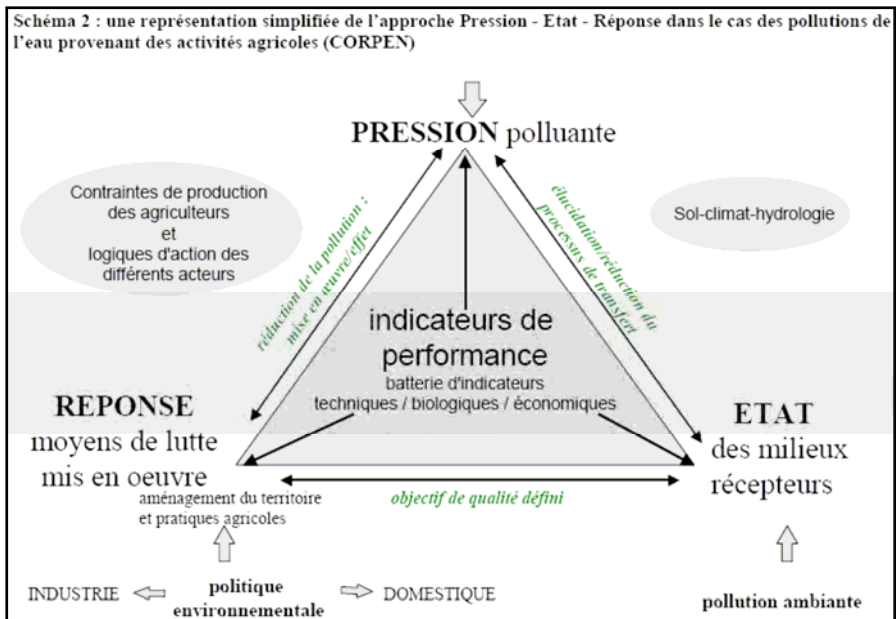 Schéma 2 : une représentation simplifiée de l'approche Pression - Etat - Réponse dans le cas des pollutions de
l'eau provenant des activités agricoles (CORPEN)
PRESSION polluante
Contraintes de production
des agriculteurs
et
logiques d'action des
différents acteurs
réduction de la pollution :
mise en œuvre/effet
élucidation/réduction du
processus de transfert
Sol-climat-hydrologie
indicateurs de
performance
batterie d'indicateurs
techniques / biologiques / économiques
REPONSE
moyens de lutte
mis en oeuvre
aménagement du territoire
et pratiques agricoles
ETAT
des milieux
récepteurs
objectif de qualité défini
INDUSTRIE
politique
environnementale
DOMESTIQUE
pollution ambiante